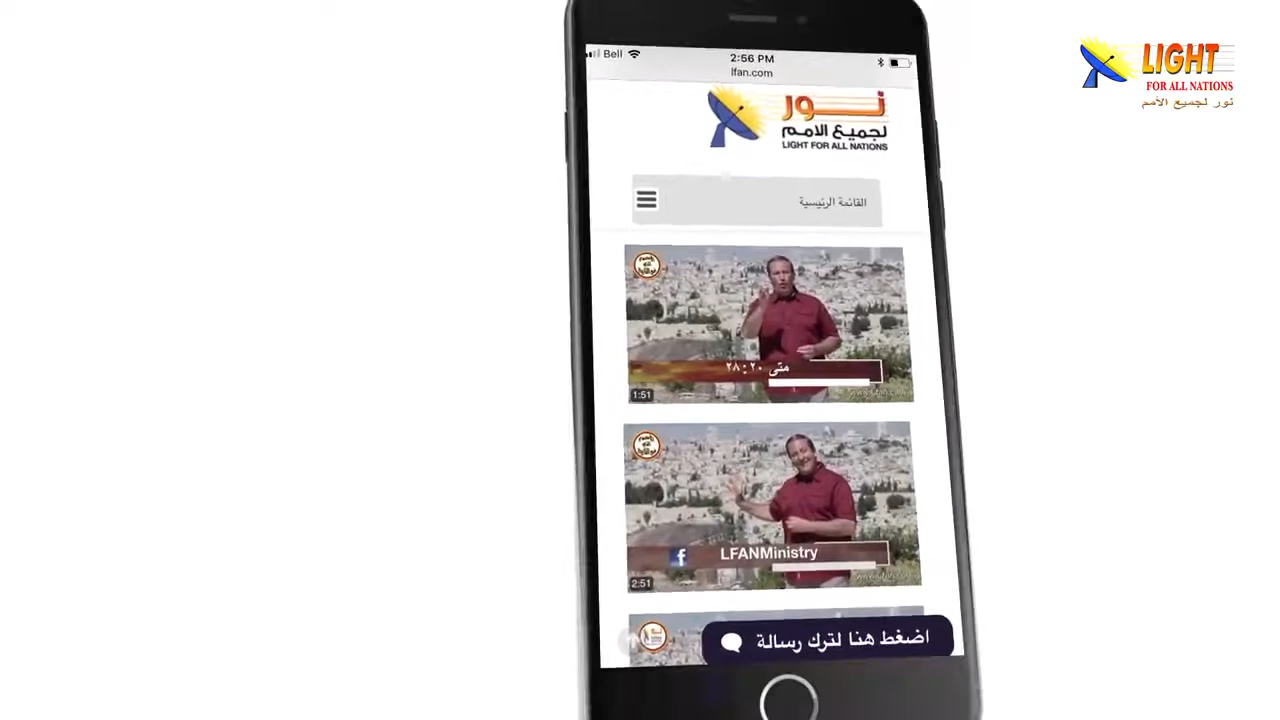 Bell
2:56 PM
lfan.com
نور
لجميع الامم
LIGHT FOR ALL NATIONS
القائمة الرئيسية
متى ٢٨:٢٠
1:51
LFANMinistry
2:51
اضغط هنا لترك رسالة
LIGHT
FOR ALL NATIONS
نور لجميع الأمم